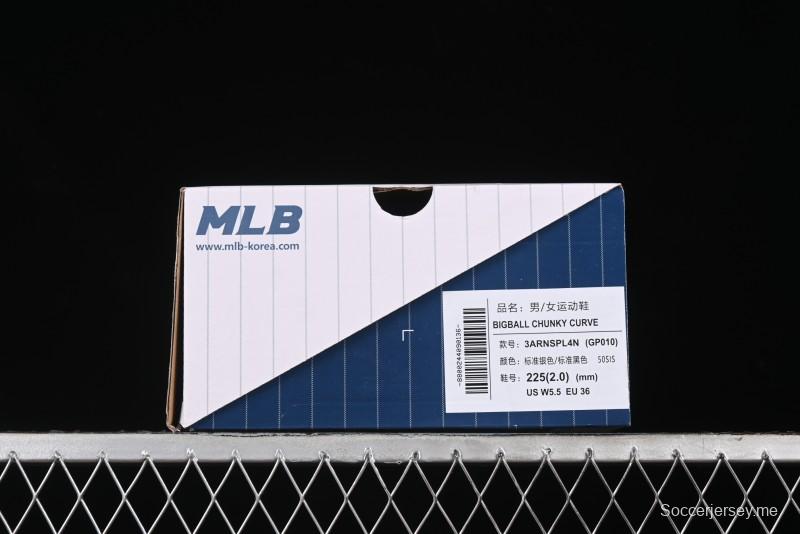 MLB
www.mlb-korea.com
品名：男/女运动鞋
BIGBALL CHUNKY CURVE
款号：3ARNSPL4N (GP010)
颜色：标准银色/标准黑色 50SIS
鞋号：225(2.0) (mm)
US W5.5 EU 36
-8800244090136-
Soccerjersey.me